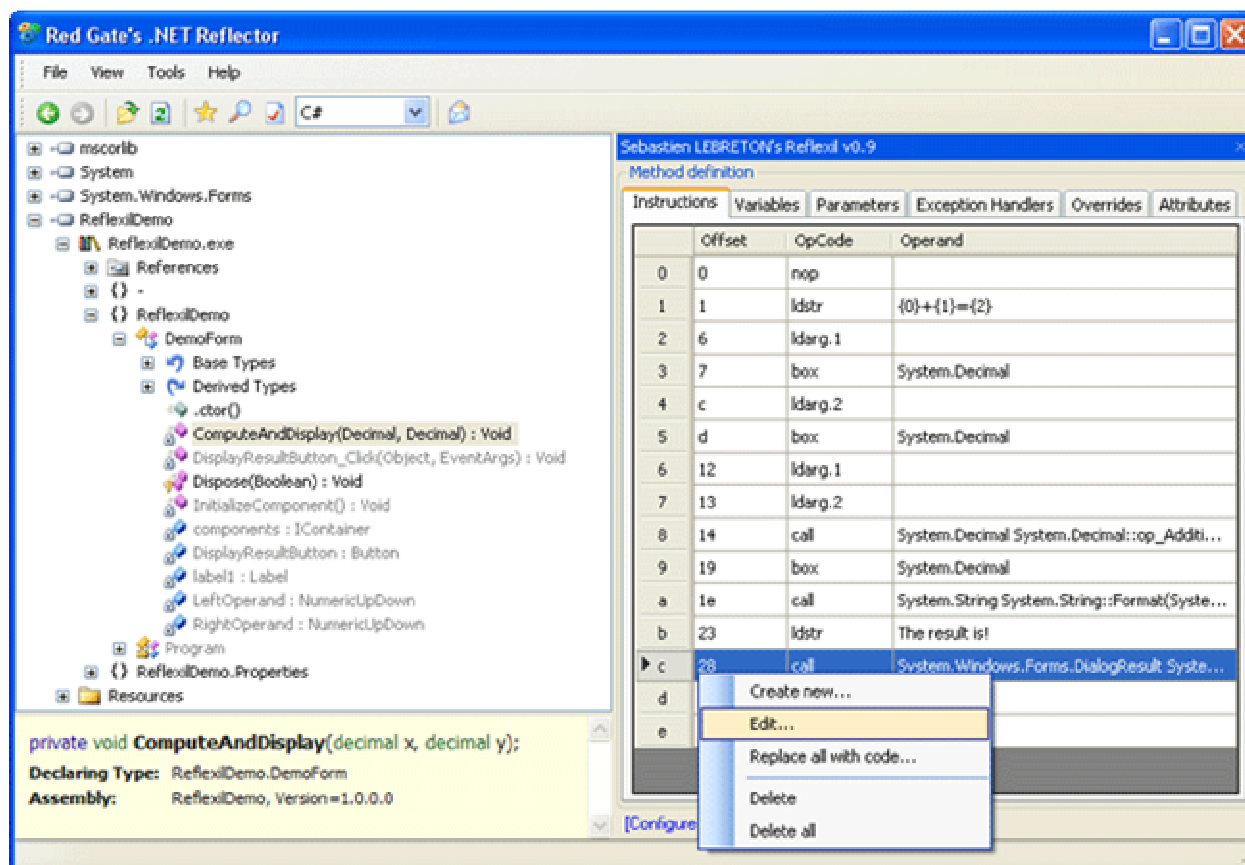 Red Gate's .NET Reflector
File View Tools Help
C#
mscorlib
System
System.Windows.Forms
ReflexilDemo
ReflexilDemo.exe
References
{} -
{} ReflexilDemo
DemoForm
Base Types
Derived Types
.ctor()
ComputeAndDisplay(Decimal, Decimal) : Void
DisplayResultButton_Click(Object, EventArgs) : Void
Dispose(Boolean) : Void
InitializeComponent() : Void
components : IContainer
DisplayResultButton : Button
label1 : Label
LeftOperand : NumericUpDown
RightOperand : NumericUpDown
Program
{} ReflexilDemo.Properties
Resources
private void ComputeAndDisplay(decimal x, decimal y);
Declaring Type: ReflexilDemo.DemoForm
Assembly: ReflexilDemo, Version=1.0.0.0
Sebastien LEBRETON's Reflexil v0.9
Method definition
Instructions Variables Parameters Exception Handlers Overrides Attributes
Offset OpCode Operand
0 0 nop
1 1 ldstr {0}+{1}={2}
2 6 ldarg.1
3 7 box System.Decimal
4 c ldarg.2
5 d box System.Decimal
6 12 ldarg.1
7 13 ldarg.2
8 14 call System.Decimal System.Decimal::op_Additi...
9 19 box System.Decimal
a 1e call System.String System.String::Format(Syste...
b 23 ldstr The result is!
c 28 call System.Windows.Forms.DialogResult Syste...
d
e
Create new...
Edit...
Replace all with code...
Delete
Delete all
[Configure